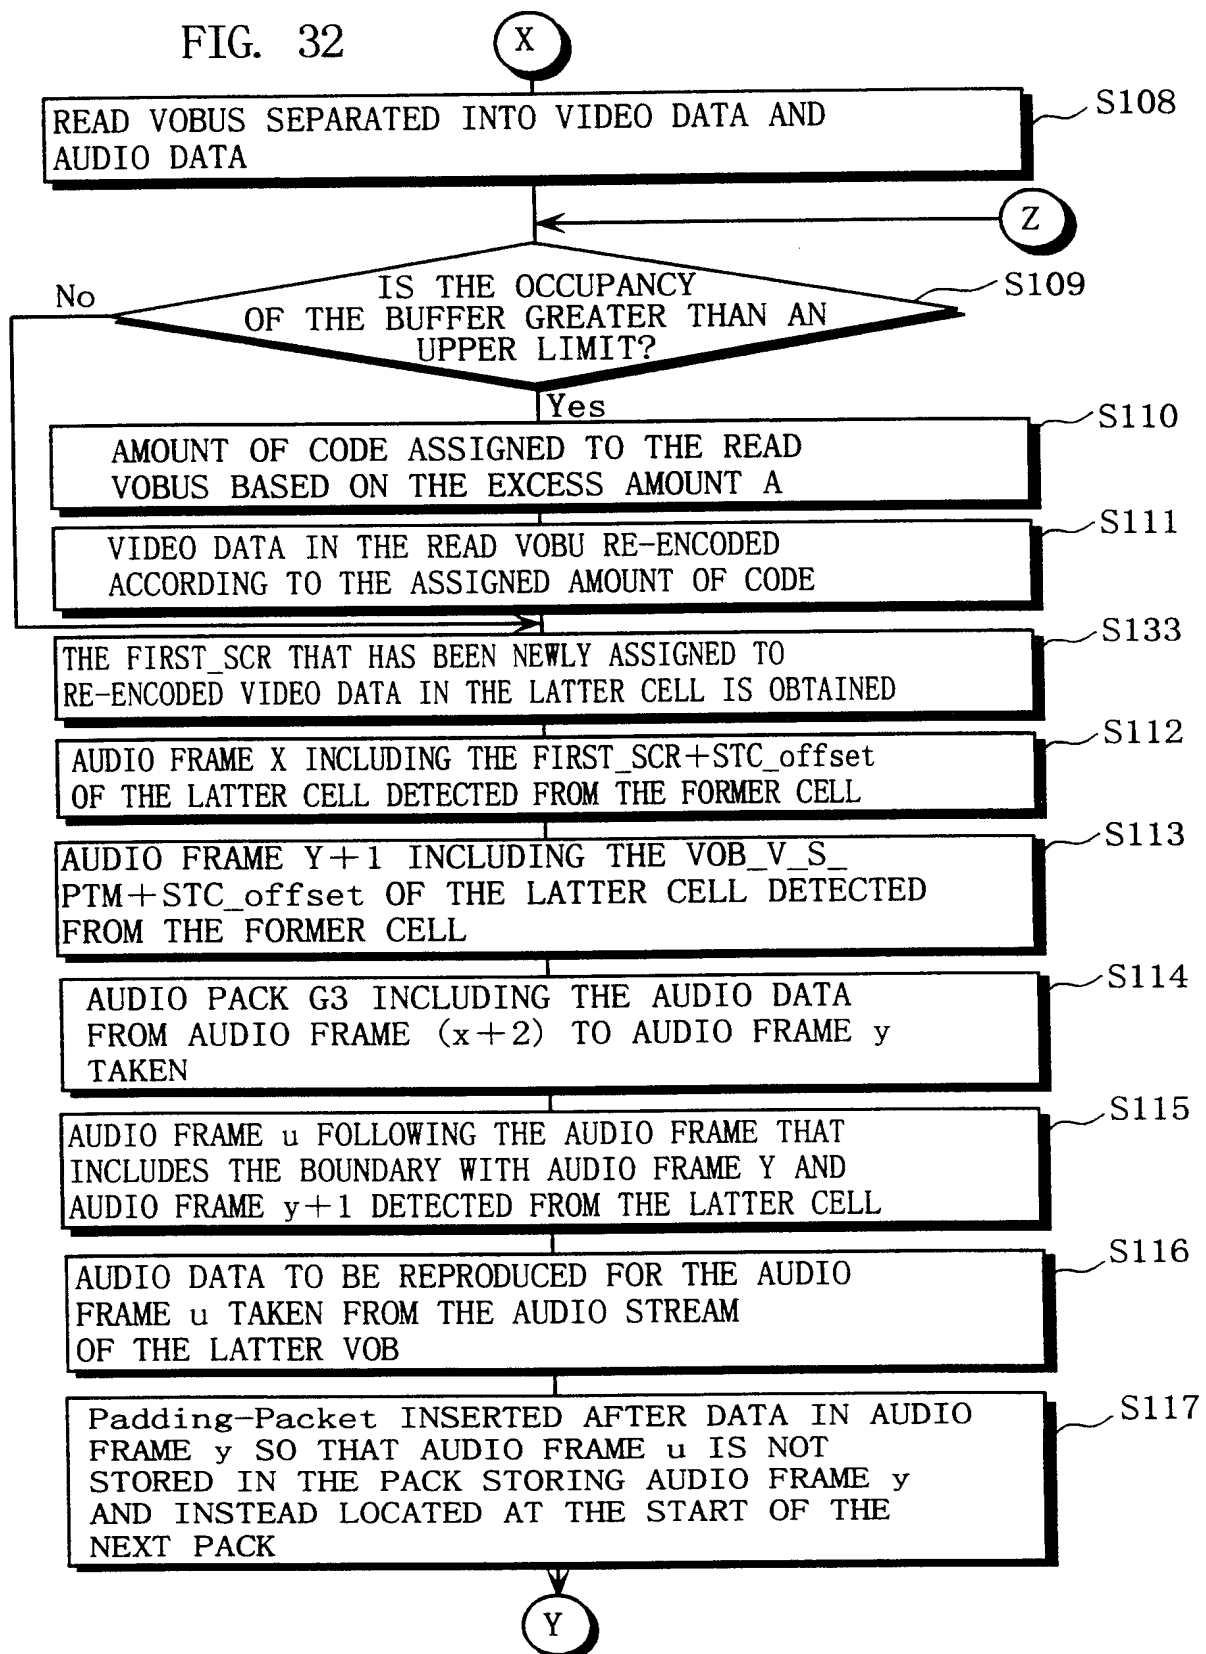 FIG. 32
X
READ VOBUS SEPARATED INTO VIDEO DATA AND
AUDIO DATA
S108
Z
IS THE OCCUPANCY
OF THE BUFFER GREATER THAN AN
UPPER LIMIT?
S109
No
Yes
AMOUNT OF CODE ASSIGNED TO THE READ
VOBUS BASED ON THE EXCESS AMOUNT A
S110
VIDEO DATA IN THE READ VOBU RE-ENCODED
ACCORDING TO THE ASSIGNED AMOUNT OF CODE
S111
THE FIRST_SCR THAT HAS BEEN NEWLY ASSIGNED TO
RE-ENCODED VIDEO DATA IN THE LATTER CELL IS OBTAINED
S133
AUDIO FRAME X INCLUDING THE FIRST_SCR+STC_offset
OF THE LATTER CELL DETECTED FROM THE FORMER CELL
S112
AUDIO FRAME Y+1 INCLUDING THE VOB_V_S_
PTM+STC_offset OF THE LATTER CELL DETECTED
FROM THE FORMER CELL
S113
AUDIO PACK G3 INCLUDING THE AUDIO DATA
FROM AUDIO FRAME (x+2) TO AUDIO FRAME y
TAKEN
S114
AUDIO FRAME u FOLLOWING THE AUDIO FRAME THAT
INCLUDES THE BOUNDARY WITH AUDIO FRAME Y AND
AUDIO FRAME y+1 DETECTED FROM THE LATTER CELL
S115
AUDIO DATA TO BE REPRODUCED FOR THE AUDIO
FRAME u TAKEN FROM THE AUDIO STREAM
OF THE LATTER VOB
S116
Padding-Packet INSERTED AFTER DATA IN AUDIO
FRAME y SO THAT AUDIO FRAME u IS NOT
STORED IN THE PACK STORING AUDIO FRAME y
AND INSTEAD LOCATED AT THE START OF THE
NEXT PACK
S117
Y